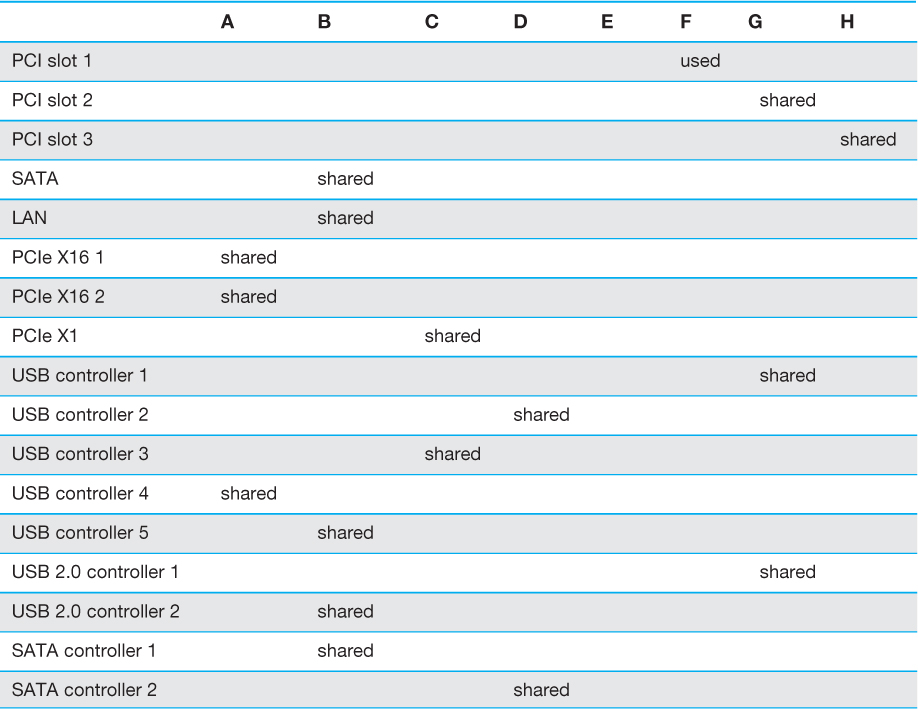 A B C D E F G H
PCI slot 1 used
PCI slot 2 shared
PCI slot 3 shared
SATA shared
LAN shared
PCIe X16 1 shared
PCIe X16 2 shared
PCIe X1 shared
USB controller 1 shared
USB controller 2 shared
USB controller 3 shared
USB controller 4 shared
USB controller 5 shared
USB 2.0 controller 1 shared
USB 2.0 controller 2 shared
SATA controller 1 shared
SATA controller 2 shared